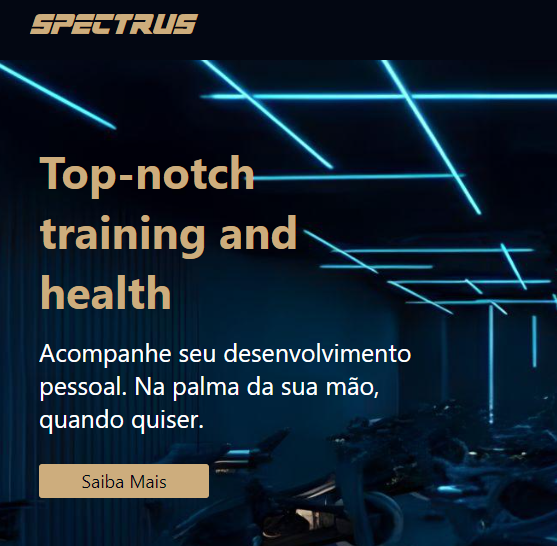 SPECTRUS
Top-notch
training and
health
Acompanhe seu desenvolvimento
pessoal. Na palma da sua mão,
quando quiser.
Saiba Mais